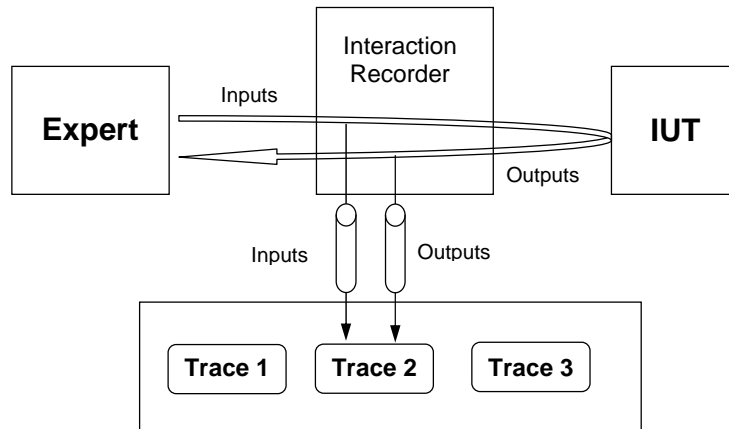 Interaction
Recorder
Inputs
Expert
IUT
Outputs
Inputs
Outputs
Trace 1
Trace 2
Trace 3